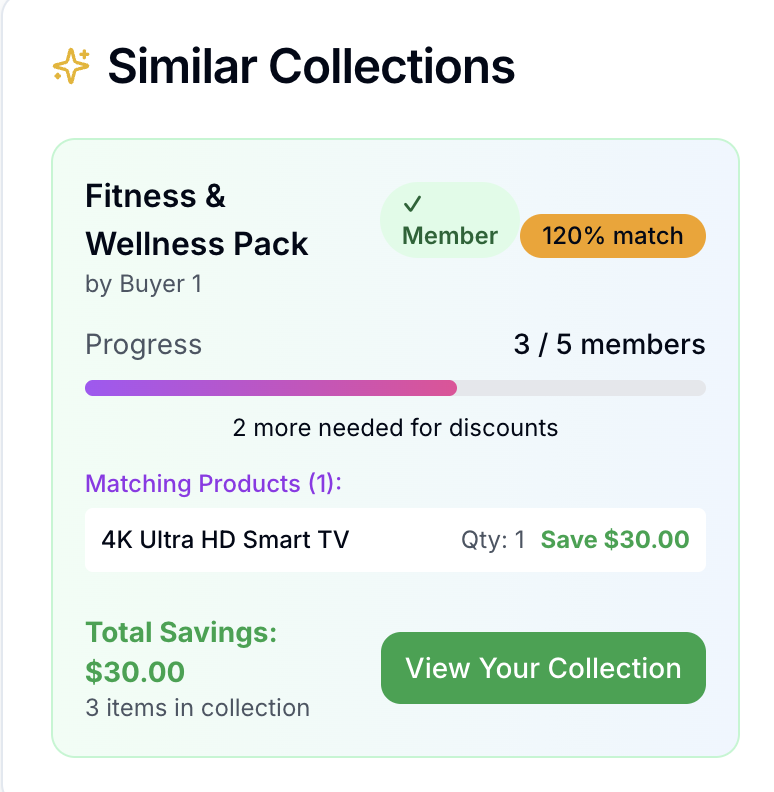 Similar Collections
Fitness &
Wellness Pack
✓
Member
120% match
by Buyer 1
Progress
3 / 5 members
2 more needed for discounts
Matching Products (1):
4K Ultra HD Smart TV Qty: 1 Save $30.00
Total Savings:
$30.00
3 items in collection
View Your Collection